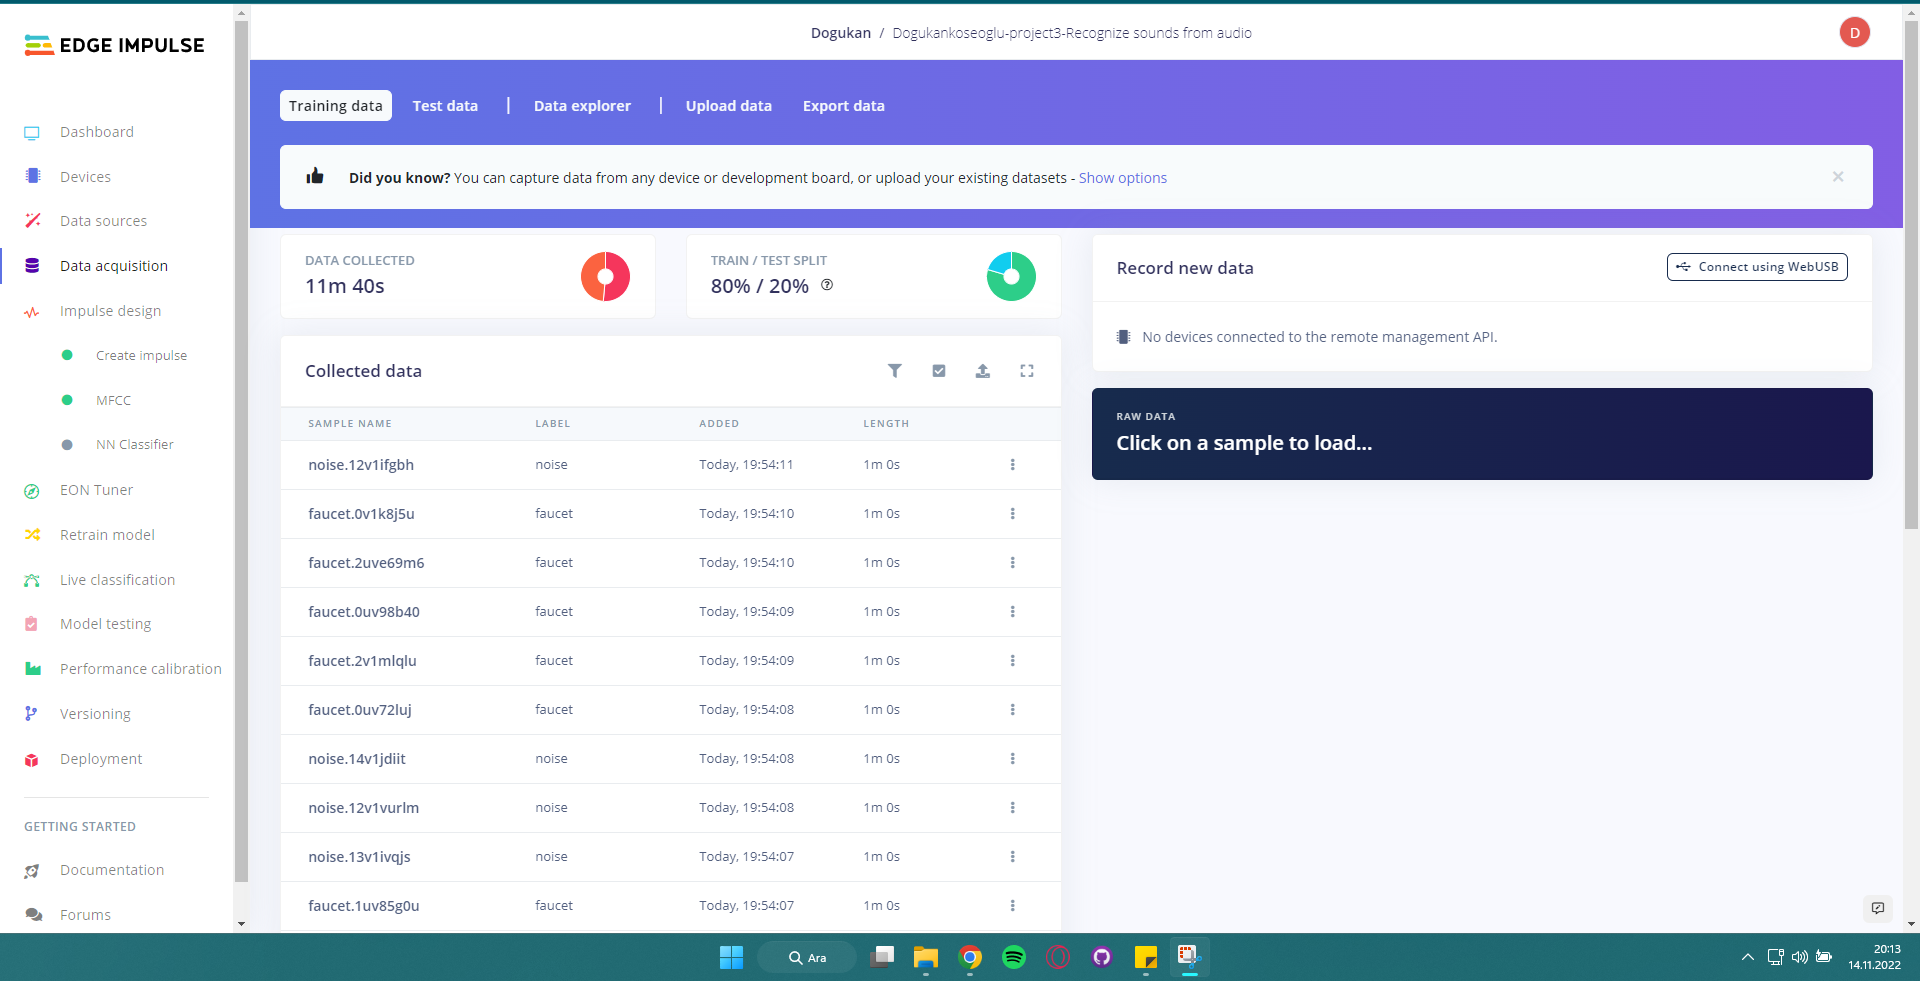 EDGE IMPULSE
Dogukan / Dogukankoseoglu-project3-Recognize sounds from audio
D
Dashboard
Devices
Data sources
Data acquisition
Impulse design
Create impulse
MFCC
NN Classifier
EON Tuner
Retrain model
Live classification
Model testing
Performance calibration
Versioning
Deployment
GETTING STARTED
Documentation
Forums
Training data Test data | Data explorer | Upload data Export data
Did you know? You can capture data from any device or development board, or upload your existing datasets - Show options ×
DATA COLLECTED
11m 40s
TRAIN / TEST SPLIT
80% / 20% ?
Collected data
SAMPLE NAME LABEL ADDED LENGTH
noise.12v1ifgbh noise Today, 19:54:11 1m 0s
faucet.0v1k8j5u faucet Today, 19:54:10 1m 0s
faucet.2uve69m6 faucet Today, 19:54:10 1m 0s
faucet.0uv98b40 faucet Today, 19:54:09 1m 0s
faucet.2v1mlqlu faucet Today, 19:54:09 1m 0s
faucet.0uv72luj faucet Today, 19:54:08 1m 0s
noise.14v1jdiit noise Today, 19:54:08 1m 0s
noise.12v1vurlm noise Today, 19:54:08 1m 0s
noise.13v1ivqjs noise Today, 19:54:07 1m 0s
faucet.1uv85g0u faucet Today, 19:54:07 1m 0s
Record new data
Connect using WebUSB
No devices connected to the remote management API.
RAW DATA
Click on a sample to load...
Ara
20:13
14.11.2022